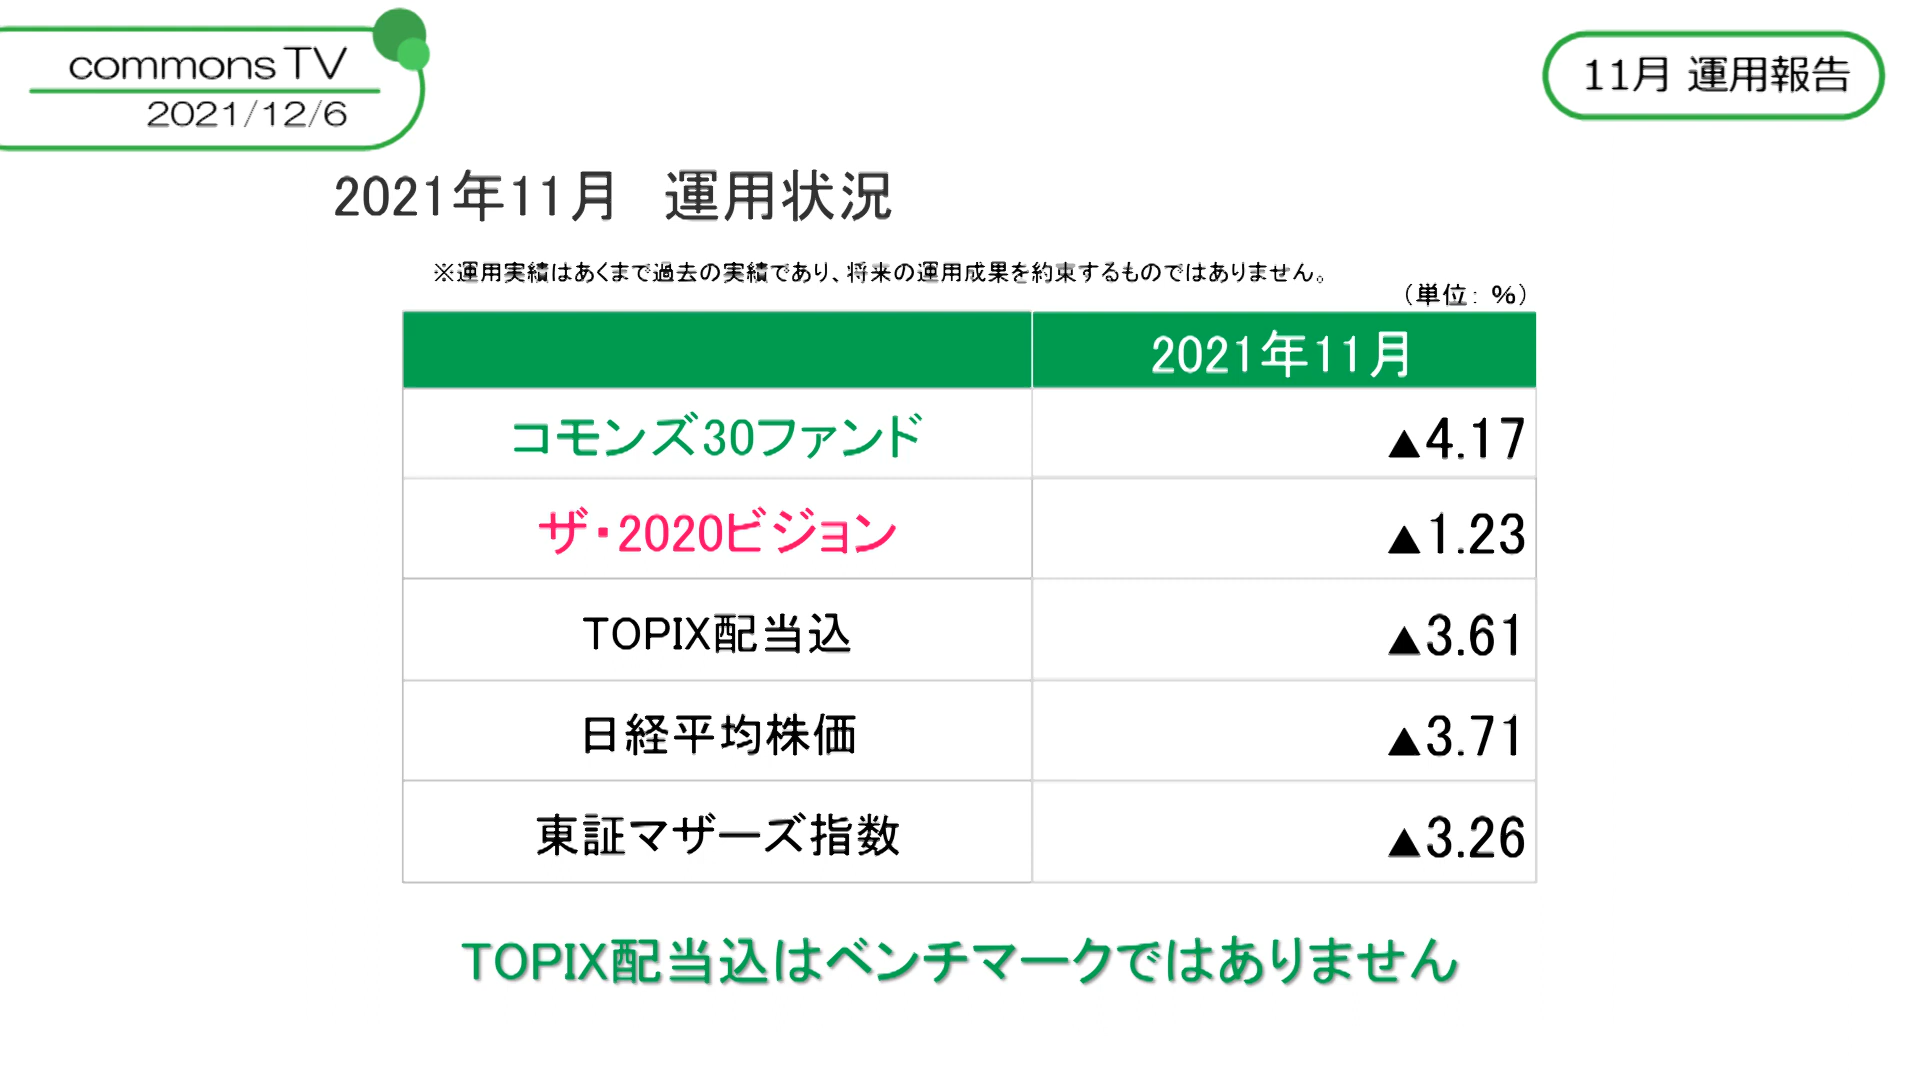 commons TV
2021/12/6
11月 運用報告
2021年11月　運用状況
※運用実績はあくまで過去の実績であり、将来の運用成果を約束するものではありません。
（単位：％）
2021年11月
コモンズ30ファンド ▲4.17
ザ・2020ビジョン ▲1.23
TOPIX配当込 ▲3.61
日経平均株価 ▲3.71
東証マザーズ指数 ▲3.26
TOPIX配当込はベンチマークではありません